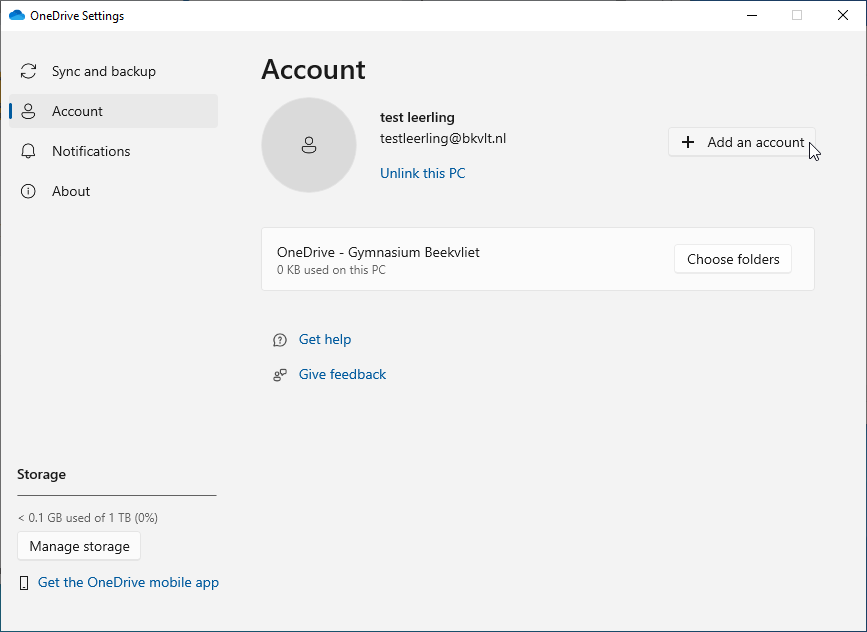 OneDrive Settings
Sync and backup
Account
Notifications
About
Account
test leerling
testleerling@bkvlt.nl
Unlink this PC
Add an account
OneDrive - Gymnasium Beekvliet
0 KB used on this PC
Choose folders
Get help
Give feedback
Storage
< 0.1 GB used of 1 TB (0%)
Manage storage
Get the OneDrive mobile app